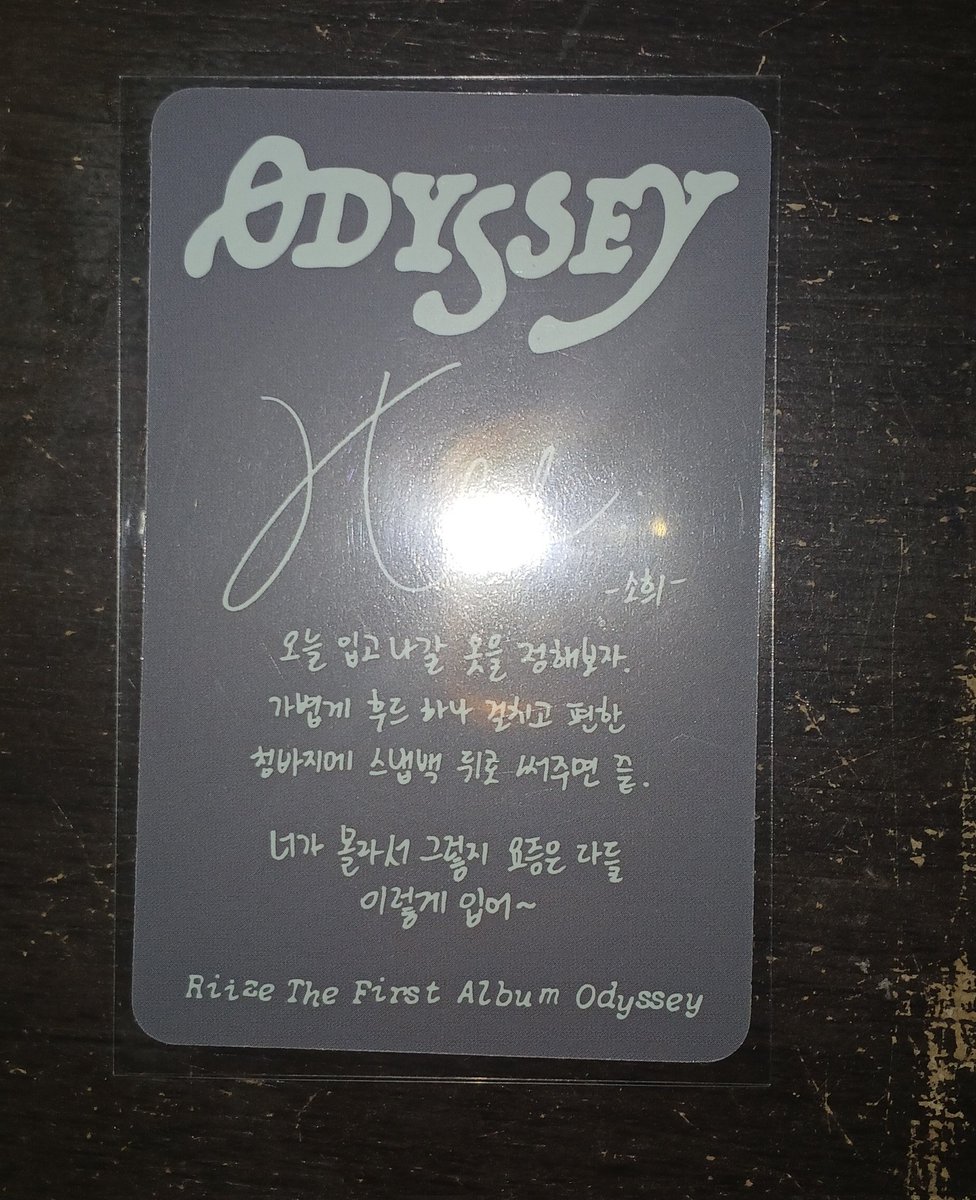 ODYSSEY
-소희-
오늘 입고 나갈 옷을 정해보자.
가볍게 후드 하나 걸치고 편한
청바지에 스냅백 뒤로 써주면 끝.
너가 몰라서 그렇지 요즘은 다들
이렇게 입어~
Riize The First Album Odyssey